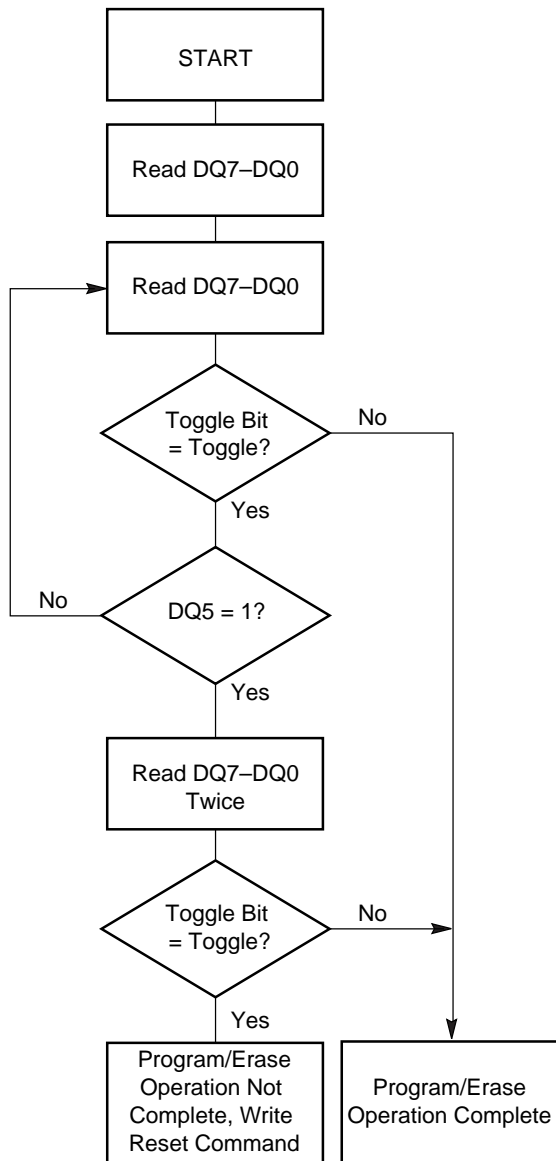 START
Read DQ7–DQ0
Read DQ7–DQ0
Toggle Bit
= Toggle?
No
Yes
No
DQ5 = 1?
Yes
Read DQ7–DQ0
Twice
Toggle Bit
= Toggle?
No
Yes
Program/Erase
Operation Not
Complete, Write
Reset Command
Program/Erase
Operation Complete